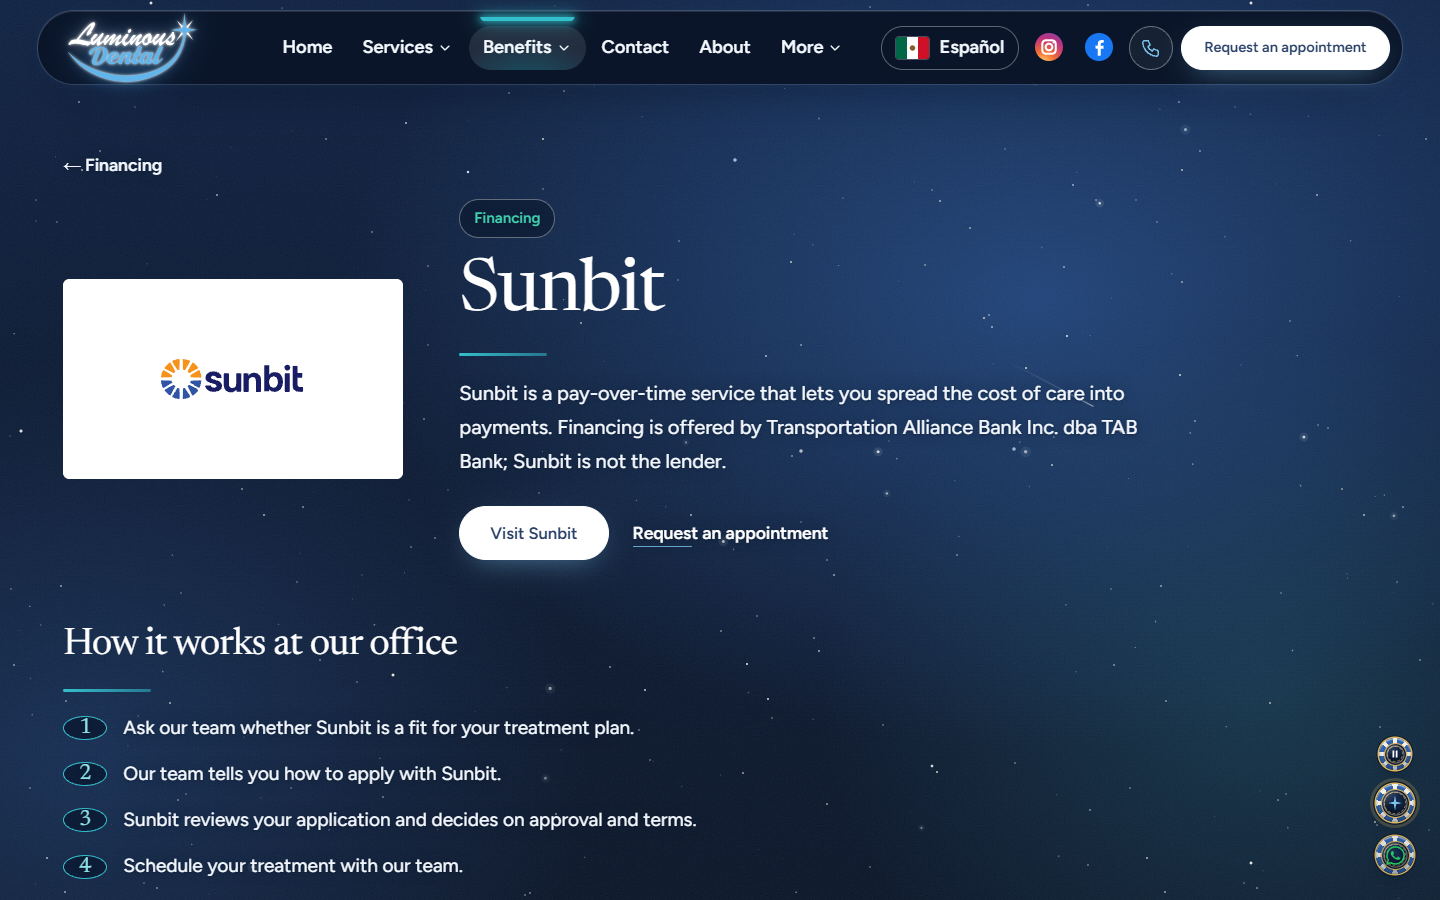 Luminous
Dental
Home
Services
Benefits
Contact
About
More
Español
Request an appointment
← Financing
Financing
Sunbit
sunbit
Sunbit is a pay-over-time service that lets you spread the cost of care into
payments. Financing is offered by Transportation Alliance Bank Inc. dba TAB
Bank; Sunbit is not the lender.
Visit Sunbit
Request an appointment
How it works at our office
1 Ask our team whether Sunbit is a fit for your treatment plan.
2 Our team tells you how to apply with Sunbit.
3 Sunbit reviews your application and decides on approval and terms.
4 Schedule your treatment with our team.